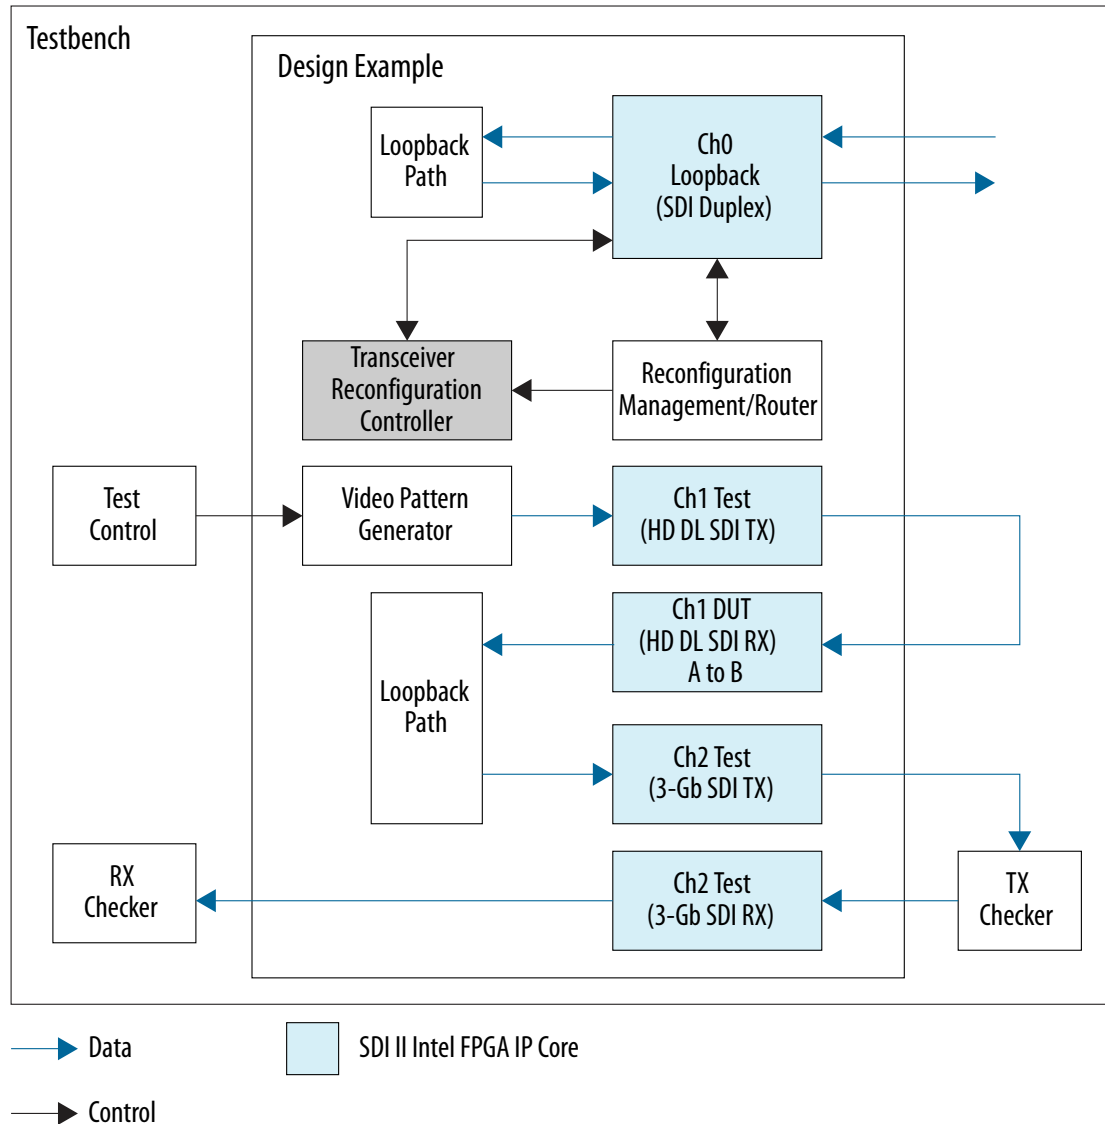 Testbench
Design Example
Loopback
Path
Ch0
Loopback
(SDI Duplex)
Transceiver
Reconfiguration
Controller
Reconfiguration
Management/Router
Test
Control
Video Pattern
Generator
Ch1 Test
(HD DL SDI TX)
Ch1 DUT
(HD DL SDI RX)
A to B
Loopback
Path
Ch2 Test
(3-Gb SDI TX)
RX
Checker
Ch2 Test
(3-Gb SDI RX)
TX
Checker
Data
SDI II Intel FPGA IP Core
Control